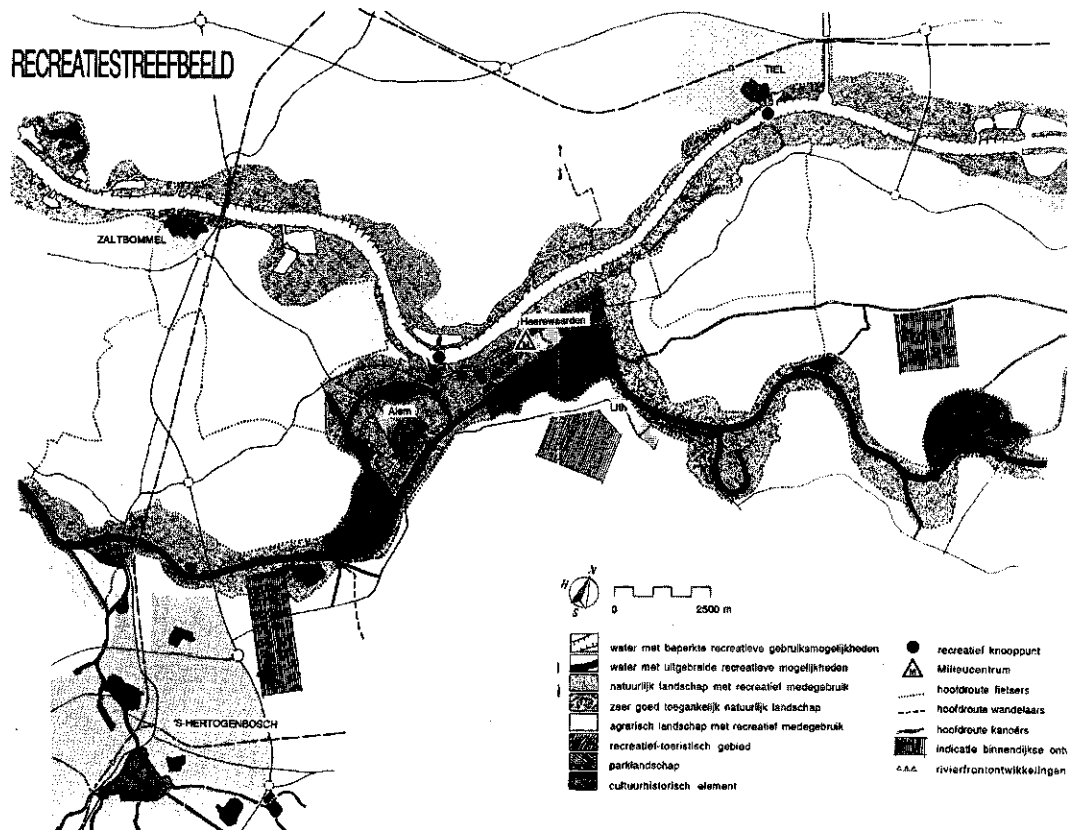 RECREATIESTREEFBEELD
TIEL
ZALTBOMMEL
Heerewaarden
M
Alem
Lith
'S-HERTOGENBOSCH
N
S
0 2500 m
water met beperkte recreatieve gebruiksmogelijkheden
water met uitgebreide recreatieve mogelijkheden
natuurlijk landschap met recreatief medegebruik
zeer goed toegankelijk natuurlijk landschap
agrarisch landschap met recreatief medegebruik
recreatief-toeristisch gebied
parklandschap
cultuurhistorisch element
recreatief knooppunt
M Milieucentrum
hoofdroute fietsers
hoofdroute wandelaars
hoofdroute kanoërs
indicatie binnendijkse ont
rivierfrontontwikkelingen